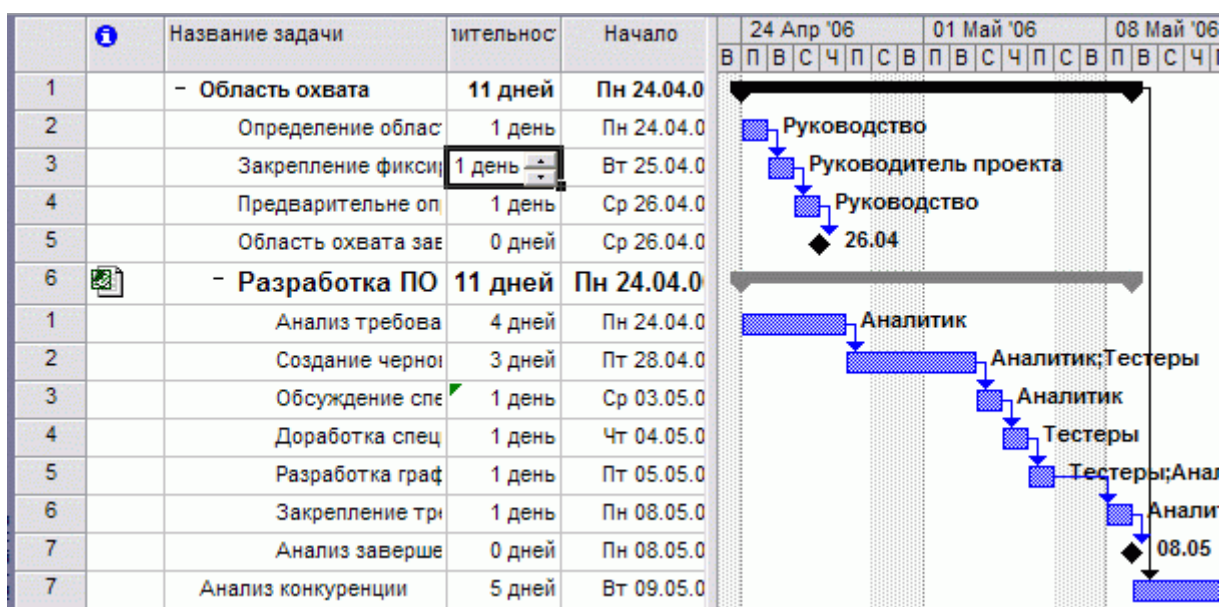 Название задачи ительнос Начало 24 Апр '06 01 Май '06 08 Май '06
В П В С Ч П С В П В С Ч П С В П В С Ч
1 − Область охвата 11 дней Пн 24.04.0
2 Определение облас 1 день Пн 24.04.0 Руководство
3 Закрепление фикси 1 день Вт 25.04.0 Руководитель проекта
4 Предварительне оп 1 день Ср 26.04.0 Руководство
5 Область охвата зав 0 дней Ср 26.04.0 26.04
6 − Разработка ПО 11 дней Пн 24.04.0
1 Анализ требова 4 дней Пн 24.04.0 Аналитик
2 Создание черно 3 дней Пт 28.04.0 Аналитик;Тестеры
3 Обсуждение спе 1 день Ср 03.05.0 Аналитик
4 Доработка спец 1 день Чт 04.05.0 Тестеры
5 Разработка граф 1 день Пт 05.05.0 Тестеры;Анал
6 Закрепление тре 1 день Пн 08.05.0 Аналит
7 Анализ заверше 0 дней Пн 08.05.0 08.05
7 Анализ конкуренции 5 дней Вт 09.05.0